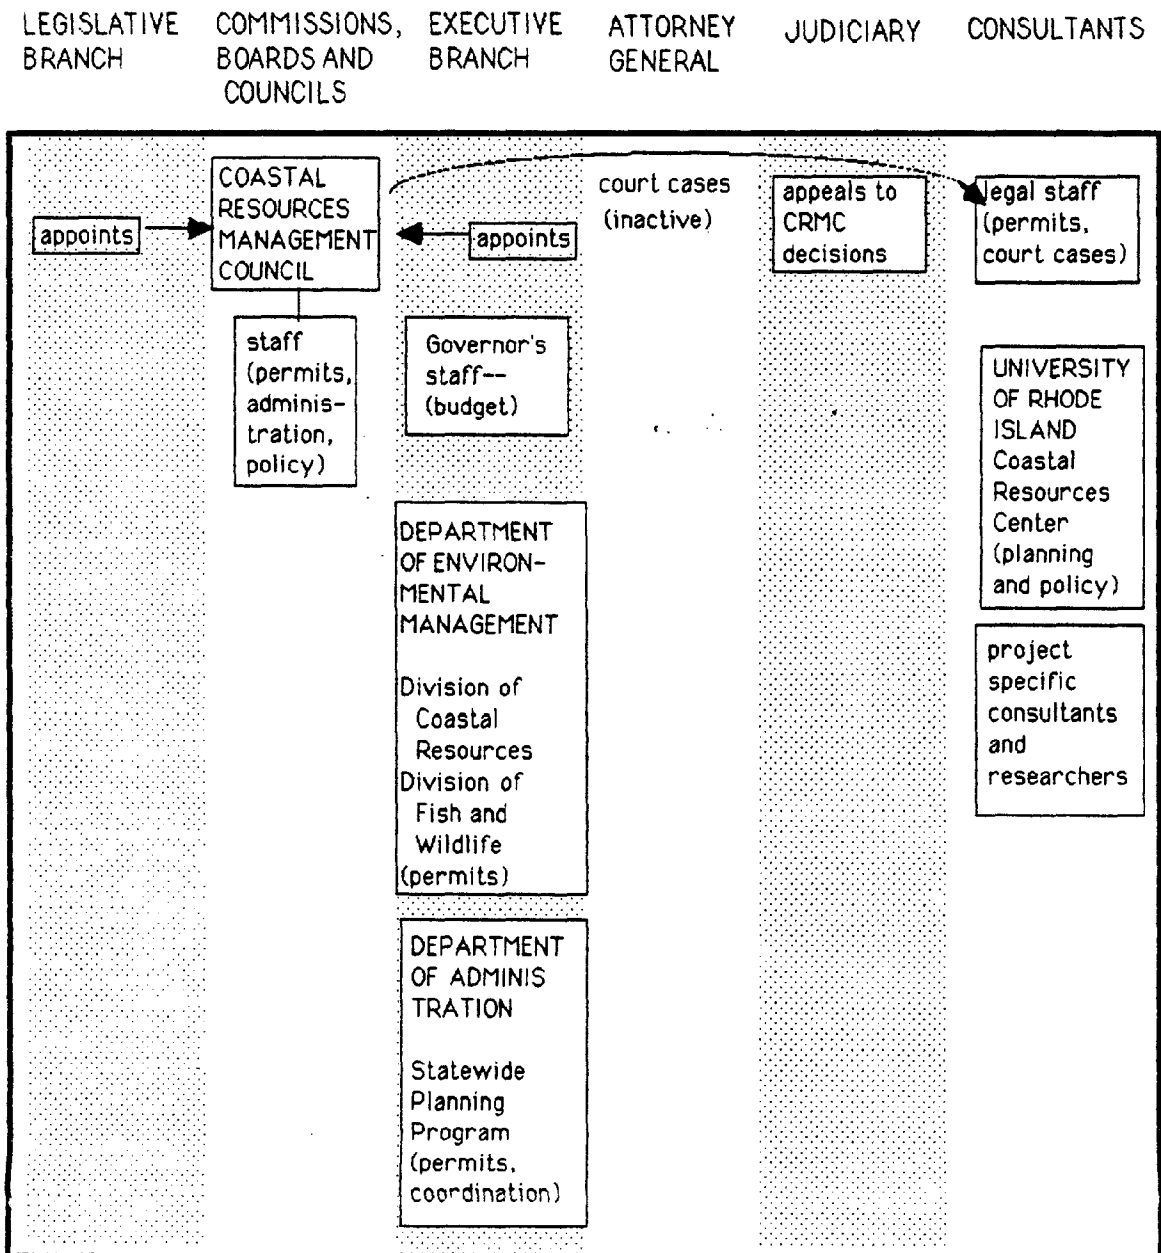 LEGISLATIVE
BRANCH
COMMISSIONS,
BOARDS AND
COUNCILS
EXECUTIVE
BRANCH
ATTORNEY
GENERAL
JUDICIARY
CONSULTANTS
appoints
COASTAL
RESOURCES
MANAGEMENT
COUNCIL
appoints
court cases
(inactive)
appeals to
CRMC
decisions
legal staff
(permits,
court cases)
staff
(permits,
adminis-
tration,
policy)
Governor's
staff--
(budget)
UNIVERSITY
OF RHODE
ISLAND
Coastal
Resources
Center
(planning
and policy)
DEPARTMENT
OF ENVIRON-
MENTAL
MANAGEMENT
Division of
Coastal
Resources
Division of
Fish and
Wildlife
(permits)
project
specific
consultants
and
researchers
DEPARTMENT
OF ADMINIS
TRATION
Statewide
Planning
Program
(permits,
coordination)